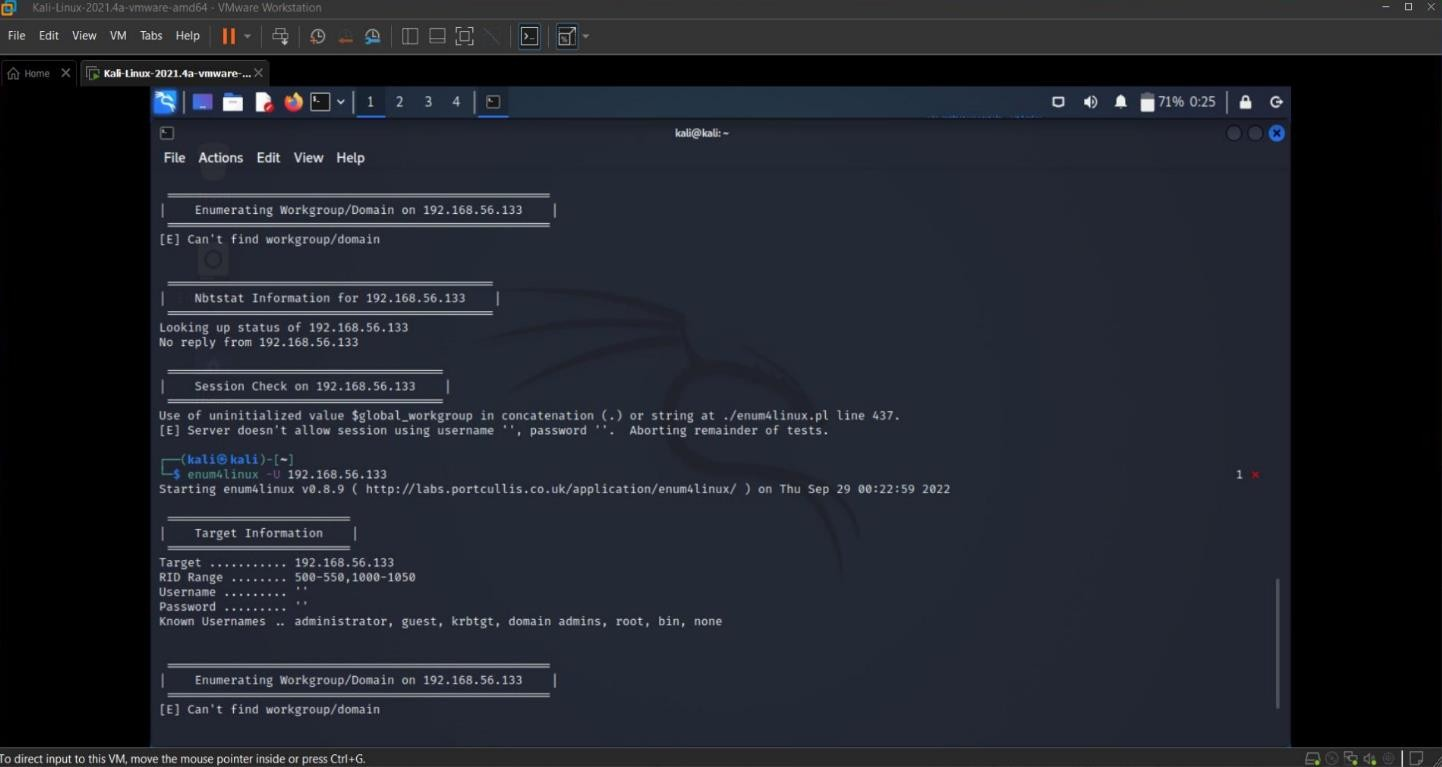 Kali-Linux-2021.4a-vmware-amd64 - VMware Workstation
File Edit View VM Tabs Help
Home Kali-Linux-2021.4a-vmware-...
1 2 3 4 71% 0:25
kali@kali: ~
File Actions Edit View Help
| Enumerating Workgroup/Domain on 192.168.56.133 |
[E] Can't find workgroup/domain
| Nbtstat Information for 192.168.56.133 |
Looking up status of 192.168.56.133
No reply from 192.168.56.133
| Session Check on 192.168.56.133 |
Use of uninitialized value $global_workgroup in concatenation (.) or string at ./enum4linux.pl line 437.
[E] Server doesn't allow session using username '', password ''. Aborting remainder of tests.
┌──(kali㉿kali)-[~]
└─$ enum4linux -U 192.168.56.133 1 ✗
Starting enum4linux v0.8.9 ( http://labs.portcullis.co.uk/application/enum4linux/ ) on Thu Sep 29 00:22:59 2022
| Target Information |
Target ........... 192.168.56.133
RID Range ........ 500-550,1000-1050
Username ......... ''
Password ......... ''
Known Usernames .. administrator, guest, krbtgt, domain admins, root, bin, none
| Enumerating Workgroup/Domain on 192.168.56.133 |
[E] Can't find workgroup/domain
To direct input to this VM, move the mouse pointer inside or press Ctrl+G.